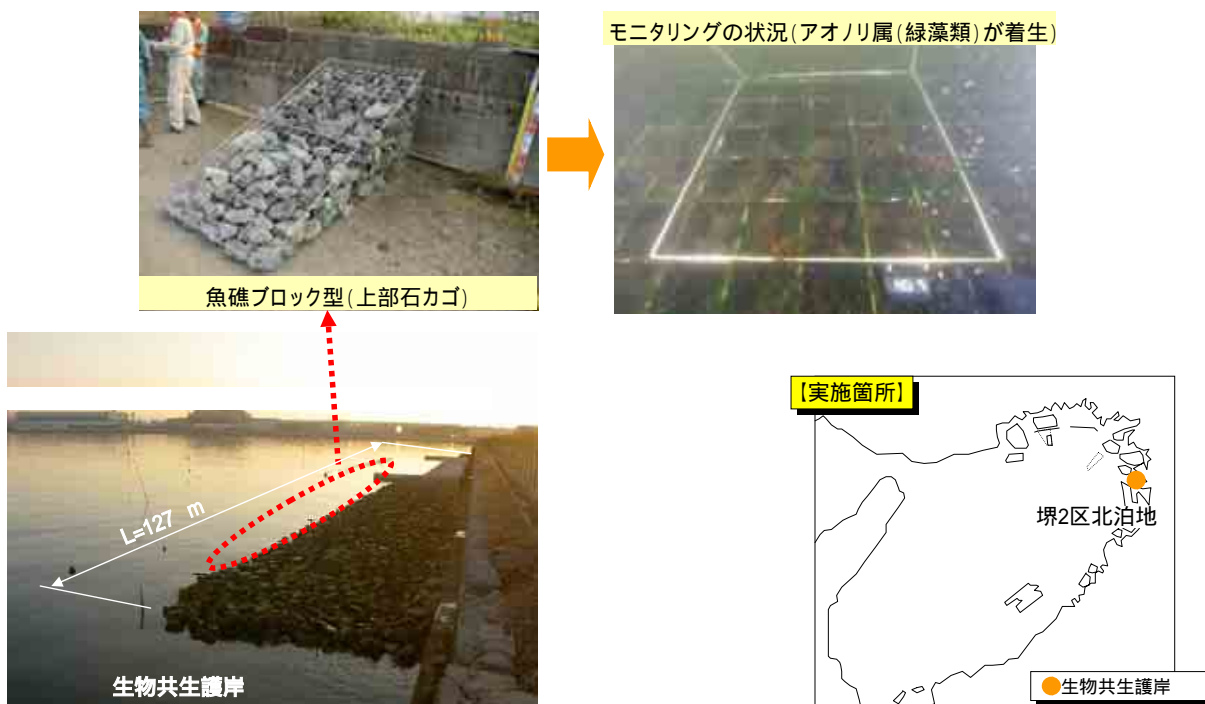 モニタリングの状況(アオノリ属(緑藻類)が着生)
魚礁ブロック型(上部石カゴ)
L=127 m
生物共生護岸
【実施箇所】
堺2区北泊地
生物共生護岸